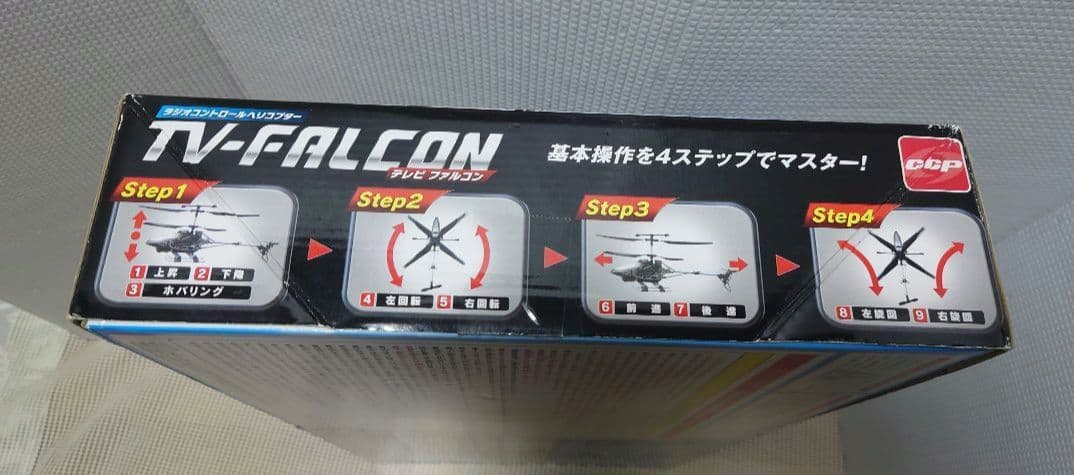 ラジオコントロールヘリコプター
TV-FALCON
テレビ ファルコン
基本操作を4ステップでマスター!
CCP
Step1
1 上昇 2 下降
3 ホバリング
Step2
4 左回転 5 右回転
Step3
6 前進 7 後進
Step4
8 左旋回 9 右旋回